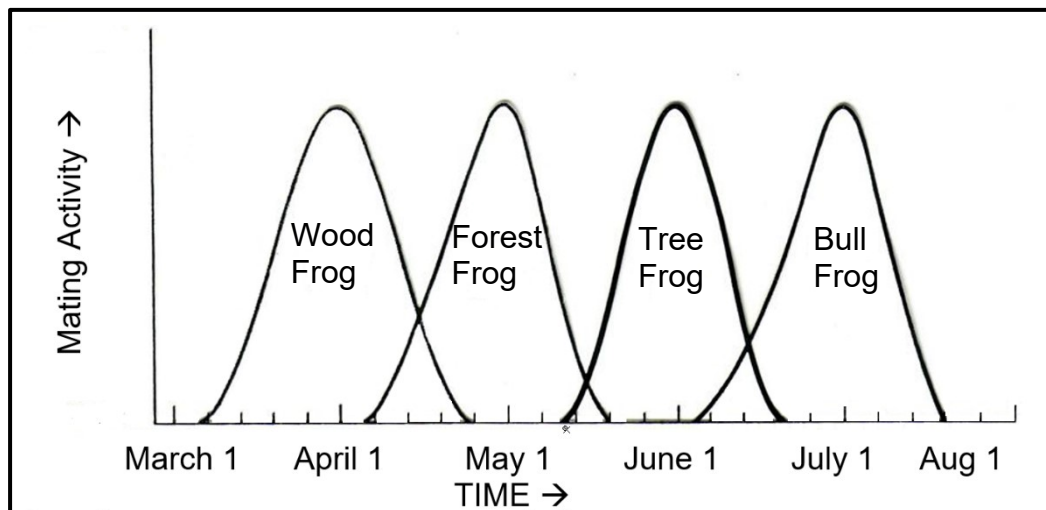 Mating Activity →
Wood
Frog
Forest
Frog
Tree
Frog
Bull
Frog
March 1 April 1 May 1 June 1 July 1 Aug 1
TIME →